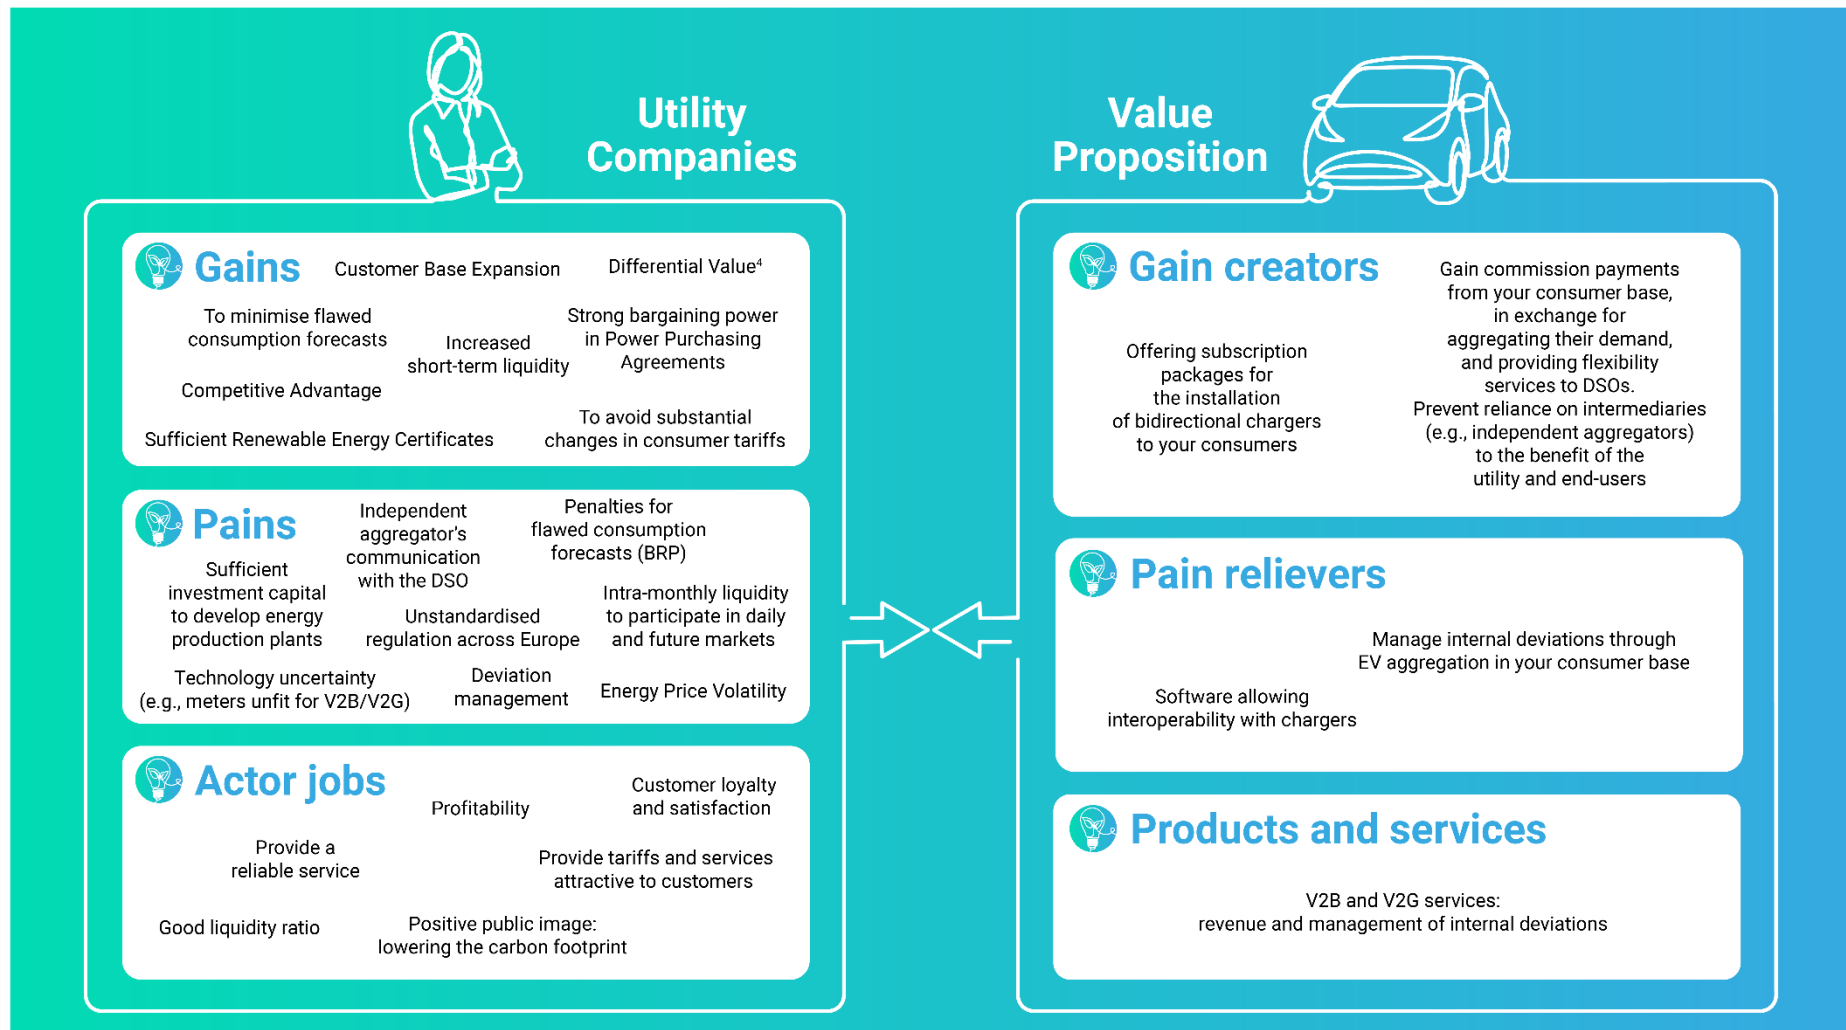 Utility
Companies
Gains
Customer Base Expansion
Differential Value⁴
To minimise flawed
consumption forecasts
Increased
short-term liquidity
Strong bargaining power
in Power Purchasing
Agreements
Competitive Advantage
Sufficient Renewable Energy Certificates
To avoid substantial
changes in consumer tariffs
Pains
Independent
aggregator's
communication
with the DSO
Penalties for
flawed consumption
forecasts (BRP)
Sufficient
investment capital
to develop energy
production plants
Unstandardised
regulation across Europe
Intra-monthly liquidity
to participate in daily
and future markets
Technology uncertainty
(e.g., meters unfit for V2B/V2G)
Deviation
management
Energy Price Volatility
Actor jobs
Profitability
Customer loyalty
and satisfaction
Provide a
reliable service
Provide tariffs and services
attractive to customers
Good liquidity ratio
Positive public image:
lowering the carbon footprint
Value
Proposition
Gain creators
Offering subscription
packages for
the installation
of bidirectional chargers
to your consumers
Gain commission payments
from your consumer base,
in exchange for
aggregating their demand,
and providing flexibility
services to DSOs.
Prevent reliance on intermediaries
(e.g., independent aggregators)
to the benefit of the
utility and end-users
Pain relievers
Manage internal deviations through
EV aggregation in your consumer base
Software allowing
interoperability with chargers
Products and services
V2B and V2G services:
revenue and management of internal deviations